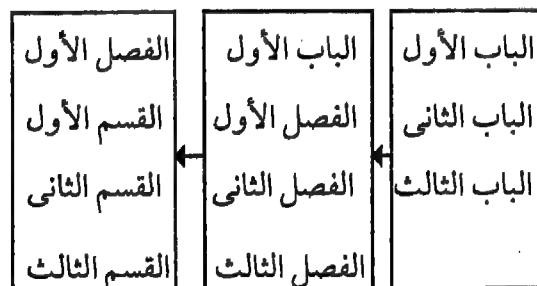 الباب الأول
الباب الثانى
الباب الثالث
الباب الأول
الفصل الأول
الفصل الثانى
الفصل الثالث
الفصل الأول
القسم الأول
القسم الثانى
القسم الثالث